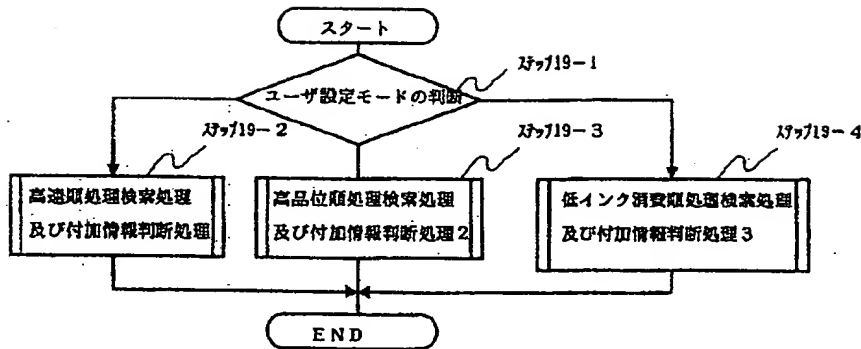 スタート
ステップ19-1
ユーザ設定モードの判断
ステップ19-2
ステップ19-3
ステップ19-4
高速順処理検索処理
及び付加情報判断処理
高品位順処理検索処理
及び付加情報判断処理2
低インク消費順処理検索処理
及び付加情報判断処理3
END